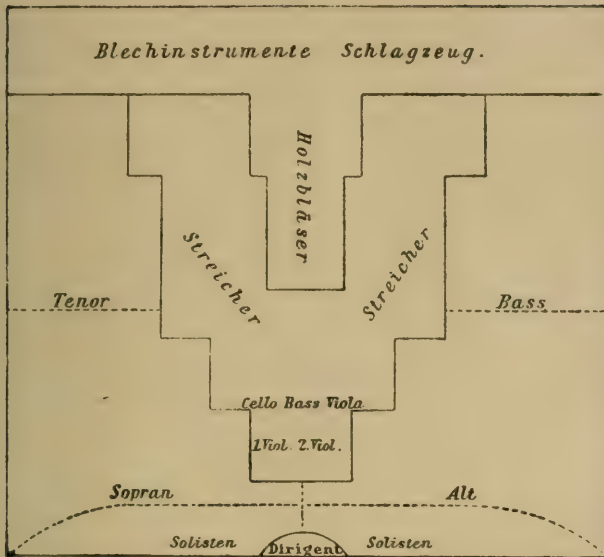 Blechinstrumente Schlagzeug.
Holzbläser
Streicher
Streicher
Tenor
Bass
Cello Bass Viola
1.Viol. 2.Viol.
Sopran
Alt
Solisten
Dirigent
Solisten